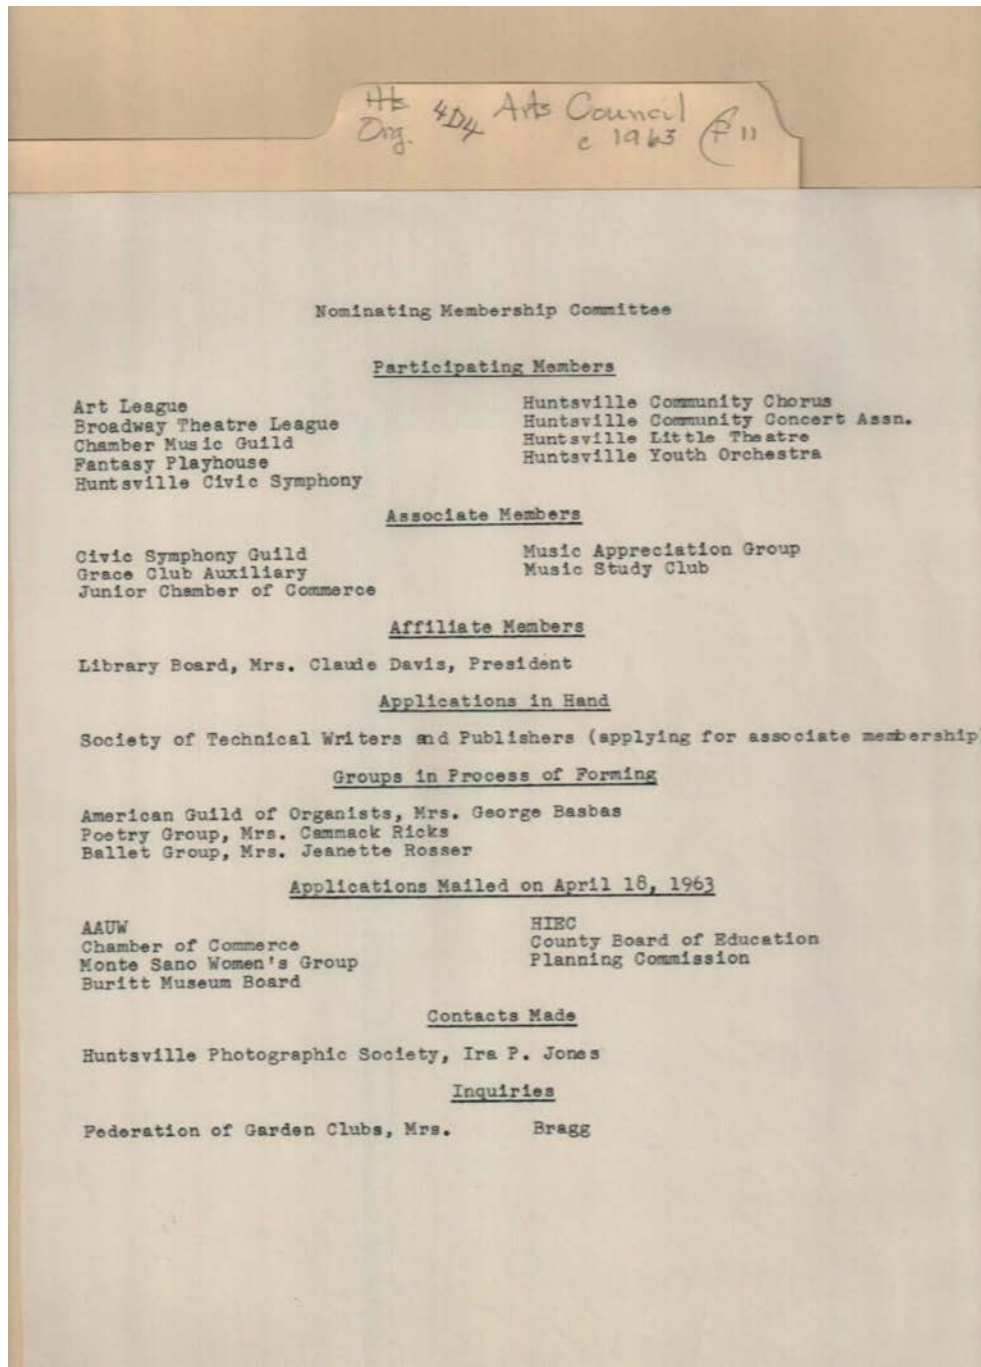 Arts
Org. 4D4 Arts Council
c 1963
Nominating Membership Committee
Participating Members
Art League
Broadway Theatre League
Chamber Music Guild
Fantasy Playhouse
Huntsville Civic Symphony
Huntsville Community Chorus
Huntsville Community Concert Assn.
Huntsville Little Theatre
Huntsville Youth Orchestra
Associate Members
Civic Symphony Guild
Grace Club Auxiliary
Junior Chamber of Commerce
Music Appreciation Group
Music Study Club
Affiliate Members
Library Board, Mrs. Claude Davis, President
Applications in Hand
Society of Technical Writers and Publishers (applying for associate membership)
Groups in Process of Forming
American Guild of Organists, Mrs. George Basbas
Poetry Group, Mrs. Cammack Ricks
Ballet Group, Mrs. Jeanette Rosser
Applications Mailed on April 18, 1963
AAUW
Chamber of Commerce
Monte Sano Women's Group
Buritt Museum Board
HIEC
County Board of Education
Planning Commission
Contacts Made
Huntsville Photographic Society, Ira P. Jones
Inquiries
Federation of Garden Clubs, Mrs. Bragg